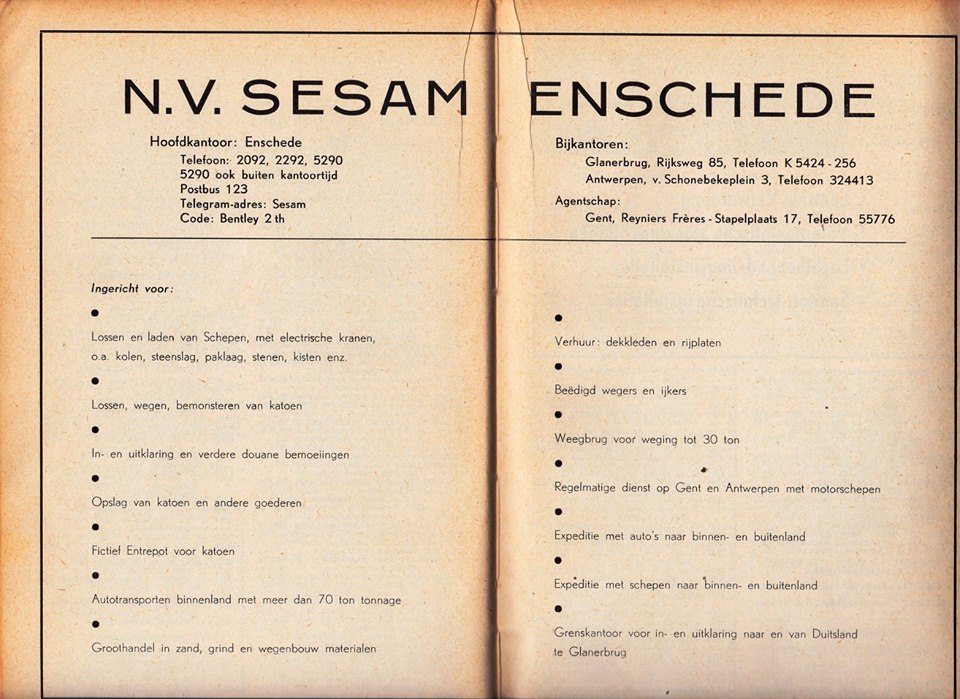 N.V. SESAM ENSCHEDE
Hoofdkantoor: Enschede
Telefoon: 2092, 2292, 5290
5290 ook buiten kantoortijd
Postbus 123
Telegram-adres: Sesam
Code: Bentley 2 th
Bijkantoren:
Glanerbrug, Rijksweg 85, Telefoon K 5424 - 256
Antwerpen, v. Schonebekeplein 3, Telefoon 324413
Agentschap:
Gent, Reyniers Frères - Stapelplaats 17, Telefoon 55776
Ingericht voor:
Lossen en laden van Schepen, met electrische kranen,
o.a. kolen, steenslag, paklaag, stenen, kisten enz.
Lossen, wegen, bemonsteren van katoen
In- en uitklaring en verdere douane bemoeiingen
Opslag van katoen en andere goederen
Fictief Entrepot voor katoen
Autotransporten binnenland met meer dan 70 ton tonnage
Groothandel in zand, grind en wegenbouw materialen
Verhuur: dekkleden en rijplaten
Beëdigd wegers en ijkers
Weegbrug voor weging tot 30 ton
Regelmatige dienst op Gent en Antwerpen met motorschepen
Expeditie met auto's naar binnen- en buitenland
Expeditie met schepen naar binnen- en buitenland
Grenskantoor voor in- en uitklaring naar en van Duitsland
te Glanerbrug